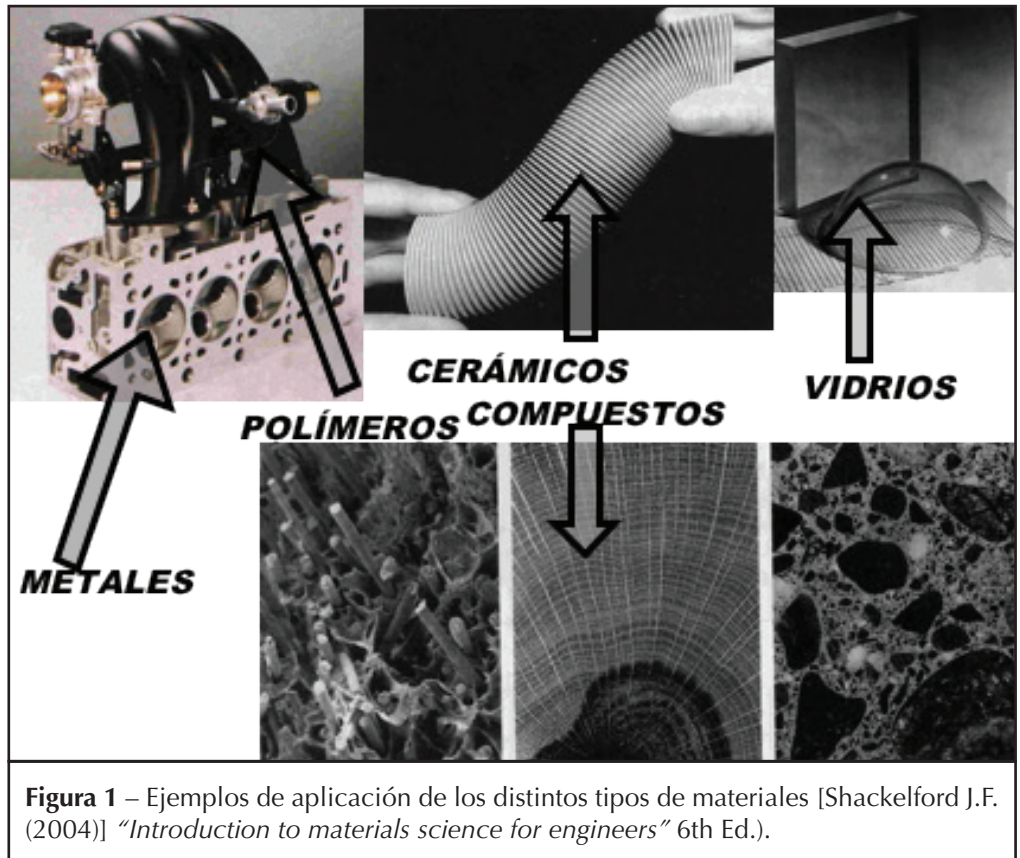 CERÁMICOS
VIDRIOS
POLÍMEROS
COMPUESTOS
METALES
Figura 1 – Ejemplos de aplicación de los distintos tipos de materiales [Shackelford J.F.
(2004)] “Introduction to materials science for engineers” 6th Ed.).